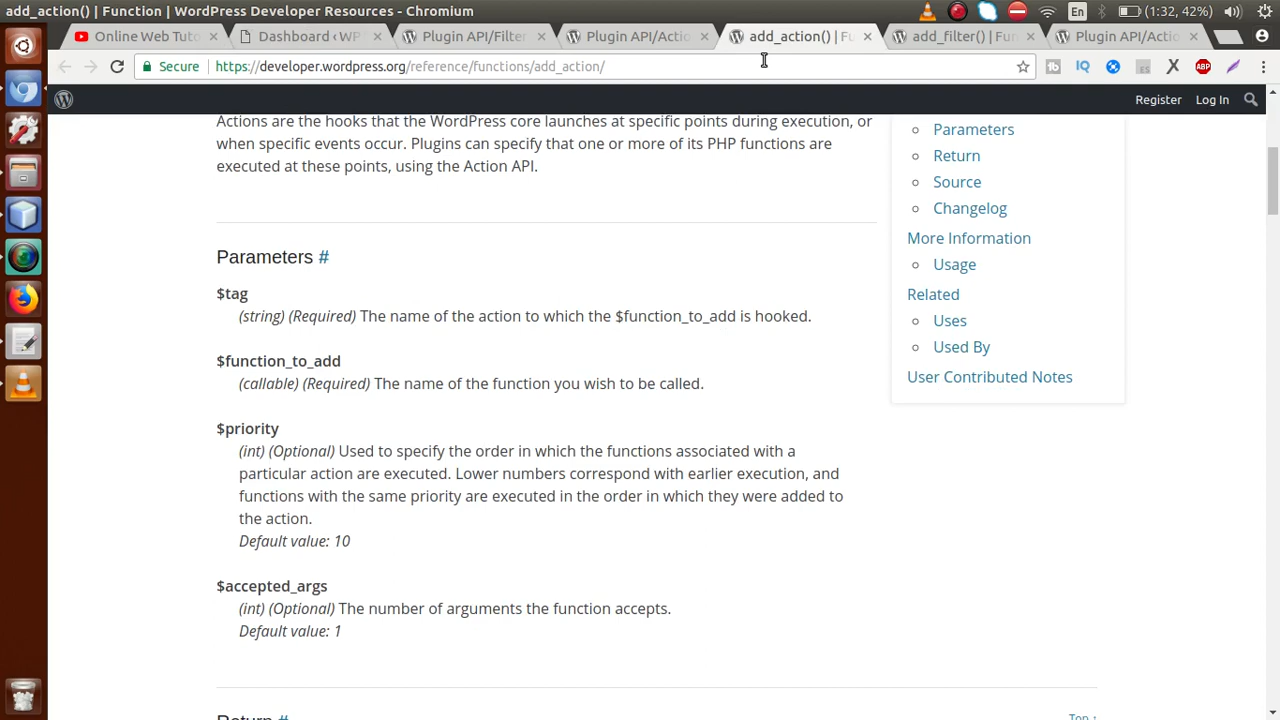 add_action() | Function | WordPress Developer Resources - Chromium
En (1:32, 42%)
Online Web Tuto
Dashboard ‹ WP
Plugin API/Filter
Plugin API/Actio
add_action() | Fu
add_filter() | Fun
Plugin API/Actio
Secure https://developer.wordpress.org/reference/functions/add_action/
IQ X ABP
Register Log In
Actions are the hooks that the WordPress core launches at specific points during execution, or
when specific events occur. Plugins can specify that one or more of its PHP functions are
executed at these points, using the Action API.
Parameters #
$tag
(string) (Required) The name of the action to which the $function_to_add is hooked.
$function_to_add
(callable) (Required) The name of the function you wish to be called.
$priority
(int) (Optional) Used to specify the order in which the functions associated with a
particular action are executed. Lower numbers correspond with earlier execution, and
functions with the same priority are executed in the order in which they were added to
the action.
Default value: 10
$accepted_args
(int) (Optional) The number of arguments the function accepts.
Default value: 1
Return #
Top ↑
Parameters
Return
Source
Changelog
More Information
Usage
Related
Uses
Used By
User Contributed Notes